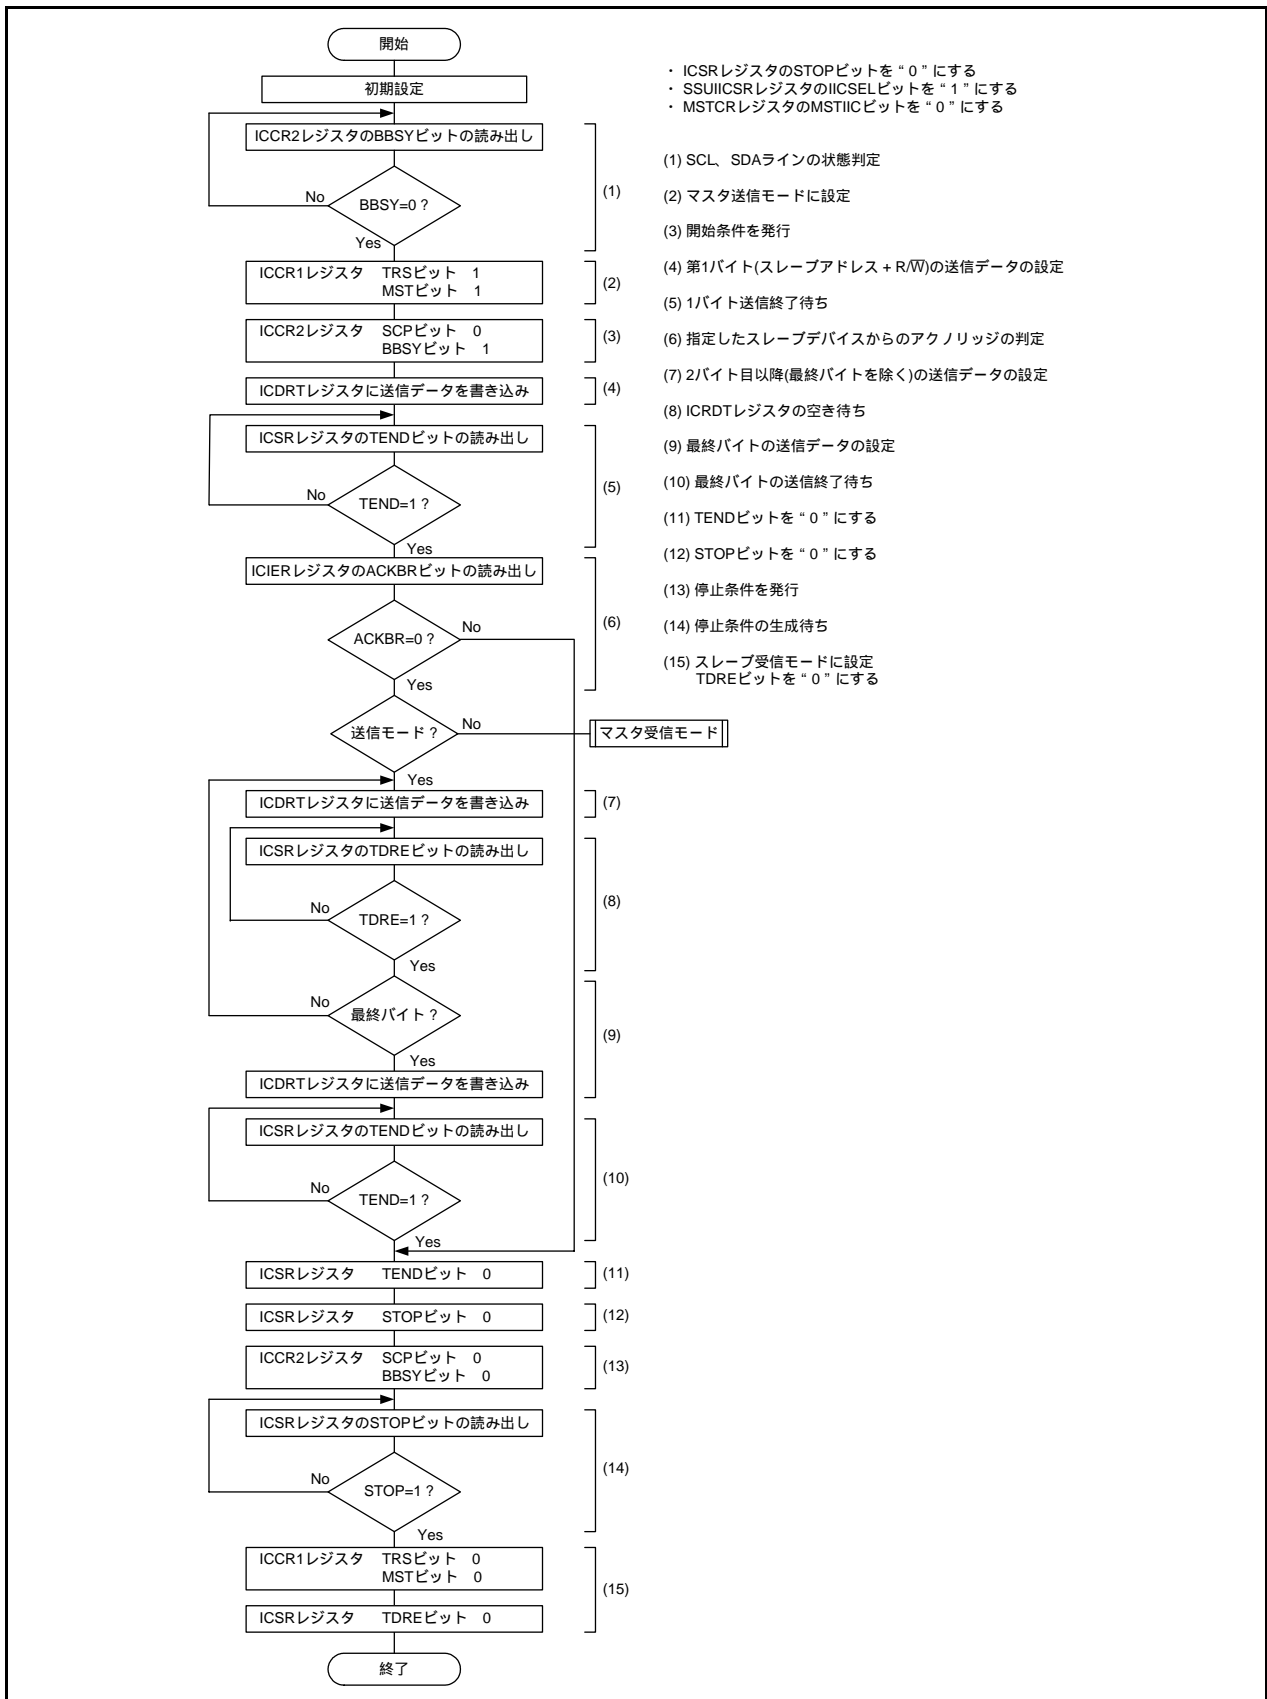 開始
初期設定
・ ICSRレジスタのSTOPビットを“ 0 ”にする
・ SSUIICSRレジスタのIICSELビットを“ 1 ”にする
・ MSTCRレジスタのMSTIICビットを“ 0 ”にする
ICCR2レジスタのBBSYビットの読み出し
BBSY=0 ?
No
Yes
(1)
ICCR1レジスタ TRSビット 1
MSTビット 1
(2)
ICCR2レジスタ SCPビット 0
BBSYビット 1
(3)
ICDRTレジスタに送信データを書き込み
(4)
ICSRレジスタのTENDビットの読み出し
TEND=1 ?
No
Yes
(5)
ICIERレジスタのACKBRビットの読み出し
ACKBR=0 ?
No
Yes
(6)
送信モード ?
No
マスタ受信モード
Yes
ICDRTレジスタに送信データを書き込み
(7)
ICSRレジスタのTDREビットの読み出し
TDRE=1 ?
No
Yes
(8)
最終バイト ?
No
Yes
ICDRTレジスタに送信データを書き込み
(9)
ICSRレジスタのTENDビットの読み出し
TEND=1 ?
No
Yes
(10)
ICSRレジスタ TENDビット 0
(11)
ICSRレジスタ STOPビット 0
(12)
ICCR2レジスタ SCPビット 0
BBSYビット 0
(13)
ICSRレジスタのSTOPビットの読み出し
STOP=1 ?
No
Yes
(14)
ICCR1レジスタ TRSビット 0
MSTビット 0
ICSRレジスタ TDREビット 0
(15)
終了
(1) SCL、SDAラインの状態判定
(2) マスタ送信モードに設定
(3) 開始条件を発行
(4) 第1バイト(スレーブアドレス + R/W̅)の送信データの設定
(5) 1バイト送信終了待ち
(6) 指定したスレーブデバイスからのアクノリッジの判定
(7) 2バイト目以降(最終バイトを除く)の送信データの設定
(8) ICRDTレジスタの空き待ち
(9) 最終バイトの送信データの設定
(10) 最終バイトの送信終了待ち
(11) TENDビットを“ 0 ”にする
(12) STOPビットを“ 0 ”にする
(13) 停止条件を発行
(14) 停止条件の生成待ち
(15) スレーブ受信モードに設定
TDREビットを“ 0 ”にする